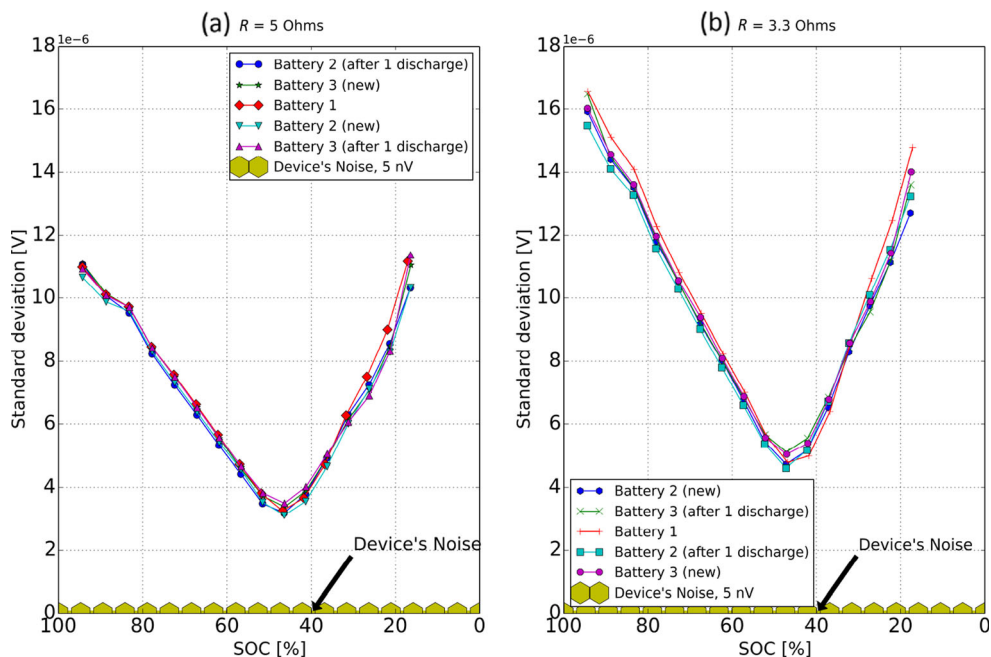 (a) R = 5 Ohms
1e−6
18
16
14
12
10
8
6
4
2
0
Standard deviation [V]
Battery 2 (after 1 discharge)
Battery 3 (new)
Battery 1
Battery 2 (new)
Battery 3 (after 1 discharge)
Device's Noise, 5 nV
Device's Noise
100 80 60 40 20 0
SOC [%]
(b) R = 3.3 Ohms
1e−6
18
16
14
12
10
8
6
4
2
0
Standard deviation [V]
Battery 2 (new)
Battery 3 (after 1 discharge)
Battery 1
Battery 2 (after 1 discharge)
Battery 3 (new)
Device's Noise, 5 nV
Device's Noise
100 80 60 40 20 0
SOC [%]